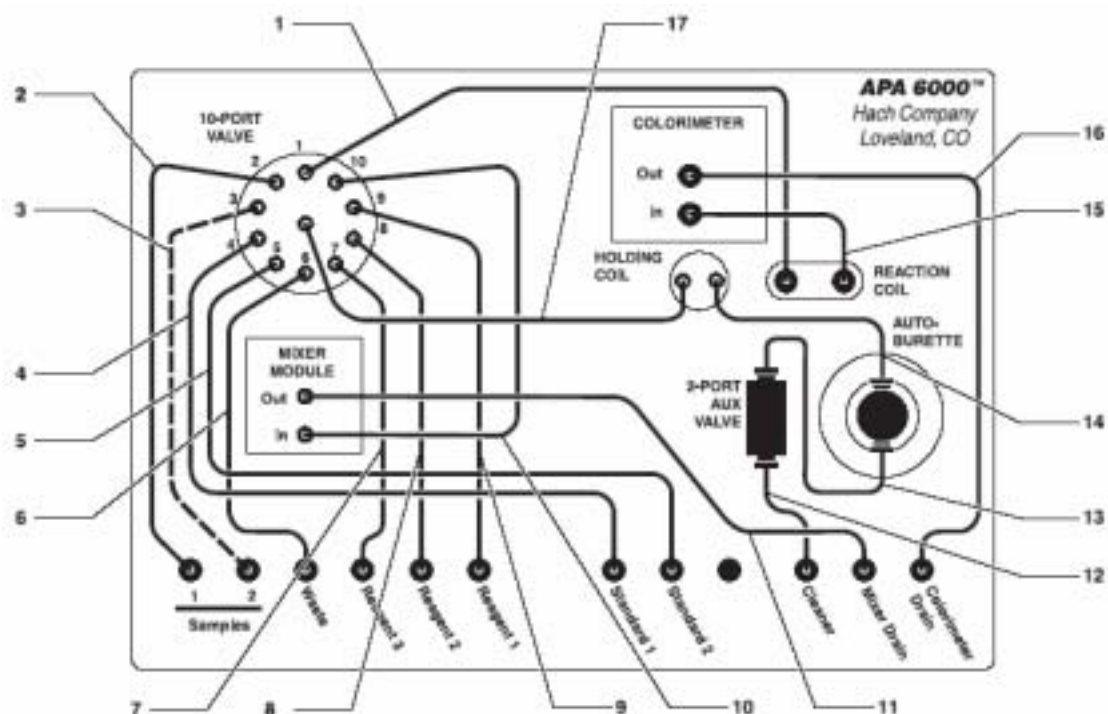 1
17
2
3
4
5
6
16
15
14
13
12
APA 6000™
Hach Company
Loveland, CO
10-PORT
VALVE
1
2
10
3
9
4
8
5
7
6
COLORIMETER
Out
In
HOLDING
COIL
REACTION
COIL
AUTO-
BURETTE
MIXER
MODULE
Out
In
2-PORT
AUX
VALVE
1
2
Samples
Waste
Reagent 3
Reagent 2
Reagent 1
Standard 1
Standard 2
Cleaner
Mixer Drain
Colorimeter
Drain
7
8
9
10
11